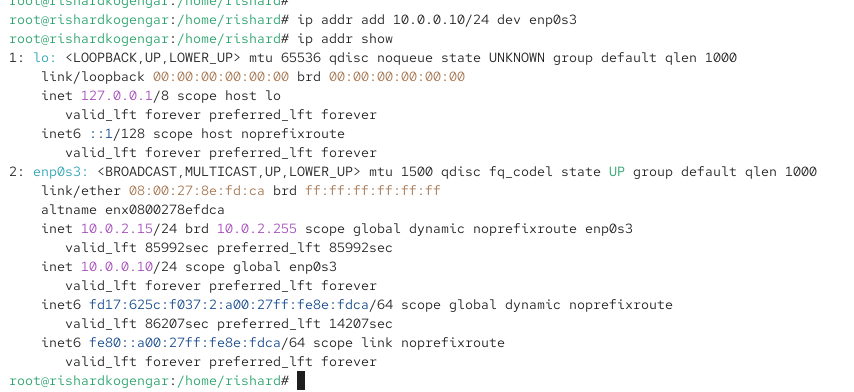 root@rishardkogengar:/home/rishard#
root@rishardkogengar:/home/rishard# ip addr add 10.0.0.10/24 dev enp0s3
root@rishardkogengar:/home/rishard# ip addr show
1: lo: <LOOPBACK,UP,LOWER_UP> mtu 65536 qdisc noqueue state UNKNOWN group default qlen 1000
    link/loopback 00:00:00:00:00:00 brd 00:00:00:00:00:00
    inet 127.0.0.1/8 scope host lo
       valid_lft forever preferred_lft forever
    inet6 ::1/128 scope host noprefixroute
       valid_lft forever preferred_lft forever
2: enp0s3: <BROADCAST,MULTICAST,UP,LOWER_UP> mtu 1500 qdisc fq_codel state UP group default qlen 1000
    link/ether 08:00:27:8e:fd:ca brd ff:ff:ff:ff:ff:ff
    altname enx0800278efdca
    inet 10.0.2.15/24 brd 10.0.2.255 scope global dynamic noprefixroute enp0s3
       valid_lft 85992sec preferred_lft 85992sec
    inet 10.0.0.10/24 scope global enp0s3
       valid_lft forever preferred_lft forever
    inet6 fd17:625c:f037:2:a00:27ff:fe8e:fdca/64 scope global dynamic noprefixroute
       valid_lft 86207sec preferred_lft 14207sec
    inet6 fe80::a00:27ff:fe8e:fdca/64 scope link noprefixroute
       valid_lft forever preferred_lft forever
root@rishardkogengar:/home/rishard#